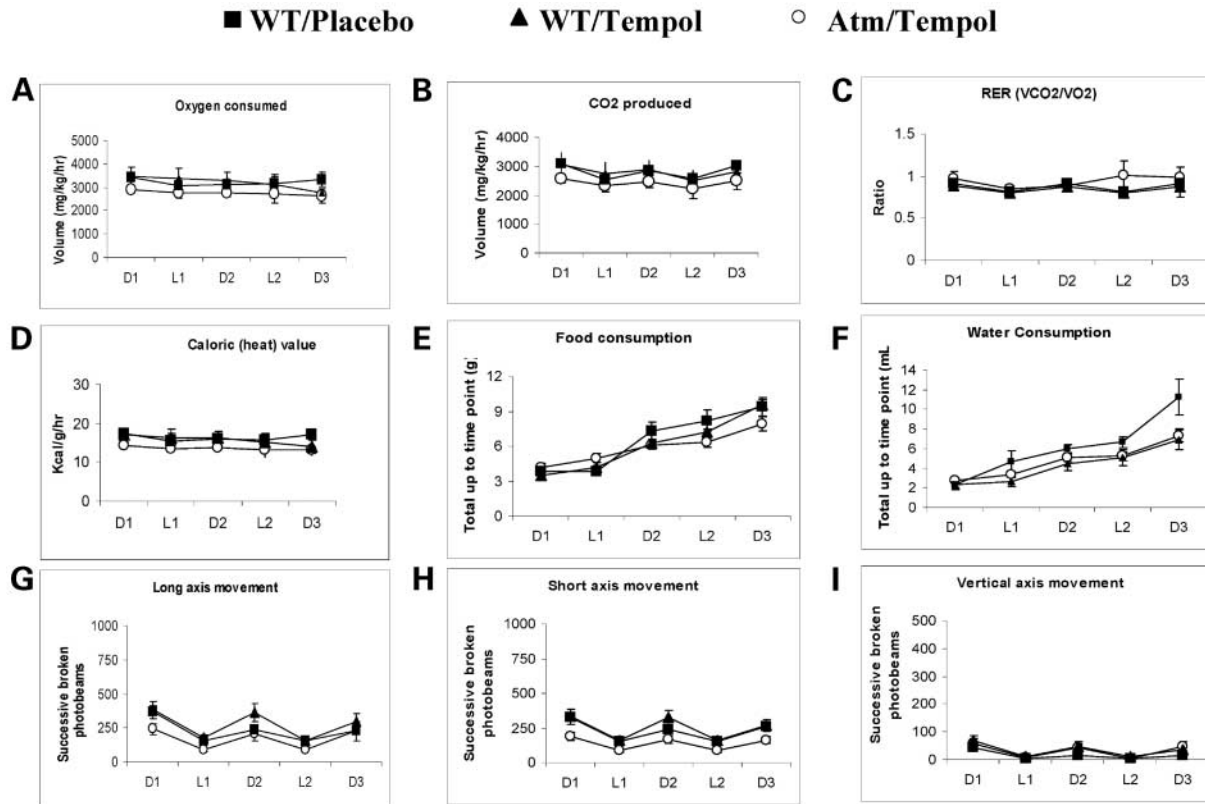 WT/Placebo WT/Tempol Atm/Tempol
A
Oxygen consumed
Volume (mg/kg/hr)
5000
4000
3000
2000
1000
0
D1 L1 D2 L2 D3
B
CO2 produced
Volume (mg/kg/hr)
4000
3000
2000
1000
0
D1 L1 D2 L2 D3
C
RER (VCO2/VO2)
Ratio
1.5
1
0.5
0
D1 L1 D2 L2 D3
D
Caloric (heat) value
Kcal/g/hr
30
20
10
0
D1 L1 D2 L2 D3
E
Food consumption
Total up to time point (g)
12
9
6
3
0
D1 L1 D2 L2 D3
F
Water Consumption
Total up to time point (mL
14
12
10
8
6
4
2
0
D1 L1 D2 L2 D3
G
Long axis movement
Successive broken
photobeams
1000
750
500
250
0
D1 L1 D2 L2 D3
H
Short axis movement
Successive broken
photobeams
1000
750
500
250
0
D1 L1 D2 L2 D3
I
Vertical axis movement
Successive broken
photobeams
500
400
300
200
100
0
D1 L1 D2 L2 D3